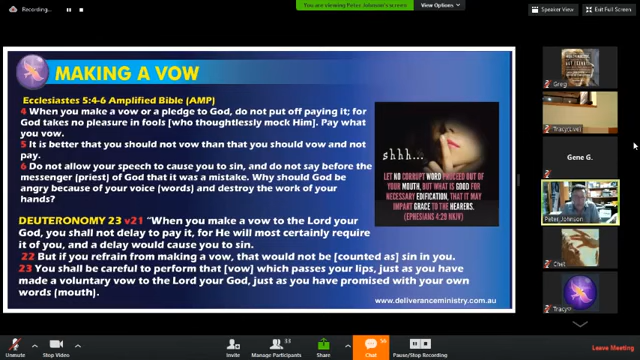 Recording...
You are viewing Peter Johnson's screen
View Options
Speaker View
Exit Full Screen
MAKING A VOW
Ecclesiastes 5:4-6 Amplified Bible (AMP)
4 When you make a vow or a pledge to God, do not put off paying it; for
God takes no pleasure in fools [who thoughtlessly mock Him]. Pay what
you vow.
5 It is better that you should not vow than that you should vow and not
pay.
6 Do not allow your speech to cause you to sin, and do not say before the
messenger (priest) of God that it was a mistake. Why should God be
angry because of your voice (words) and destroy the work of your
hands?
DEUTERONOMY 23 v21 "When you make a vow to the Lord your
God, you shall not delay to pay it, for He will most certainly require
it of you, and a delay would cause you to sin.
22 But if you refrain from making a vow, that would not be [counted as] sin in you.
23 You shall be careful to perform that [vow] which passes your lips, just as you have
made a voluntary vow to the Lord your God, just as you have promised with your own
words (mouth).
shhh...
LET NO CORRUPT WORD PROCEED OUT OF
YOUR MOUTH, BUT WHAT IS GOOD FOR
NECESSARY EDIFICATION, THAT IT MAY
IMPART GRACE TO THE HEARERS.
(EPHESIANS 4:29 NKJV)
www.deliveranceministry.com.au
Greg
Gene G.
Peter Johnson
Chet
Unmute
Stop Video
Invite
Manage Participants
Share
Chat
Pause/Stop Recording
Leave Meeting